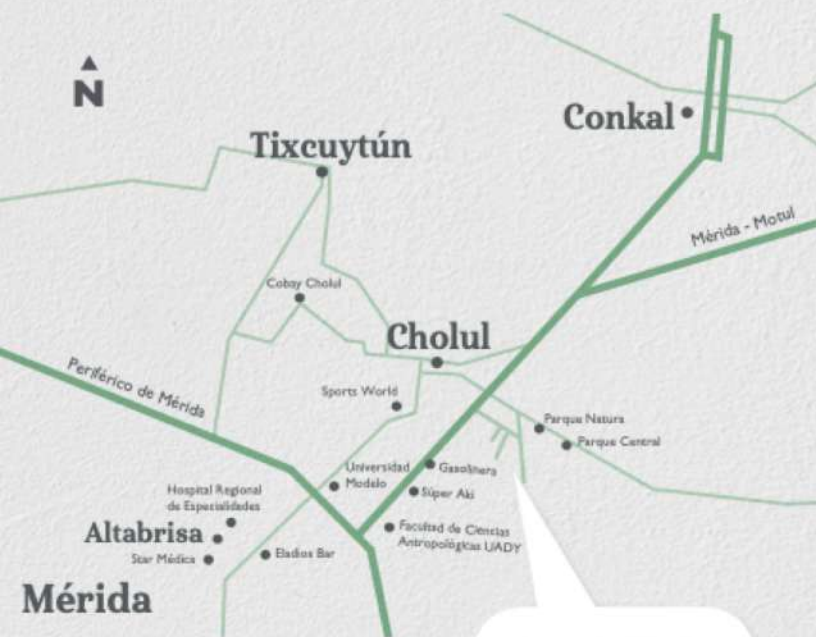 N
Conkal
Tixcuytún
Mérida - Motul
Cobay Cholul
Cholul
Periférico de Mérida
Sports World
Parque Natura
Parque Central
Universidad
Modelo
Gasolinera
Súper Aki
Hospital Regional
de Especialidades
Altabrisa
Star Médica
Eladios Bar
Facultad de Ciencias
Antropológicas UADY
Mérida